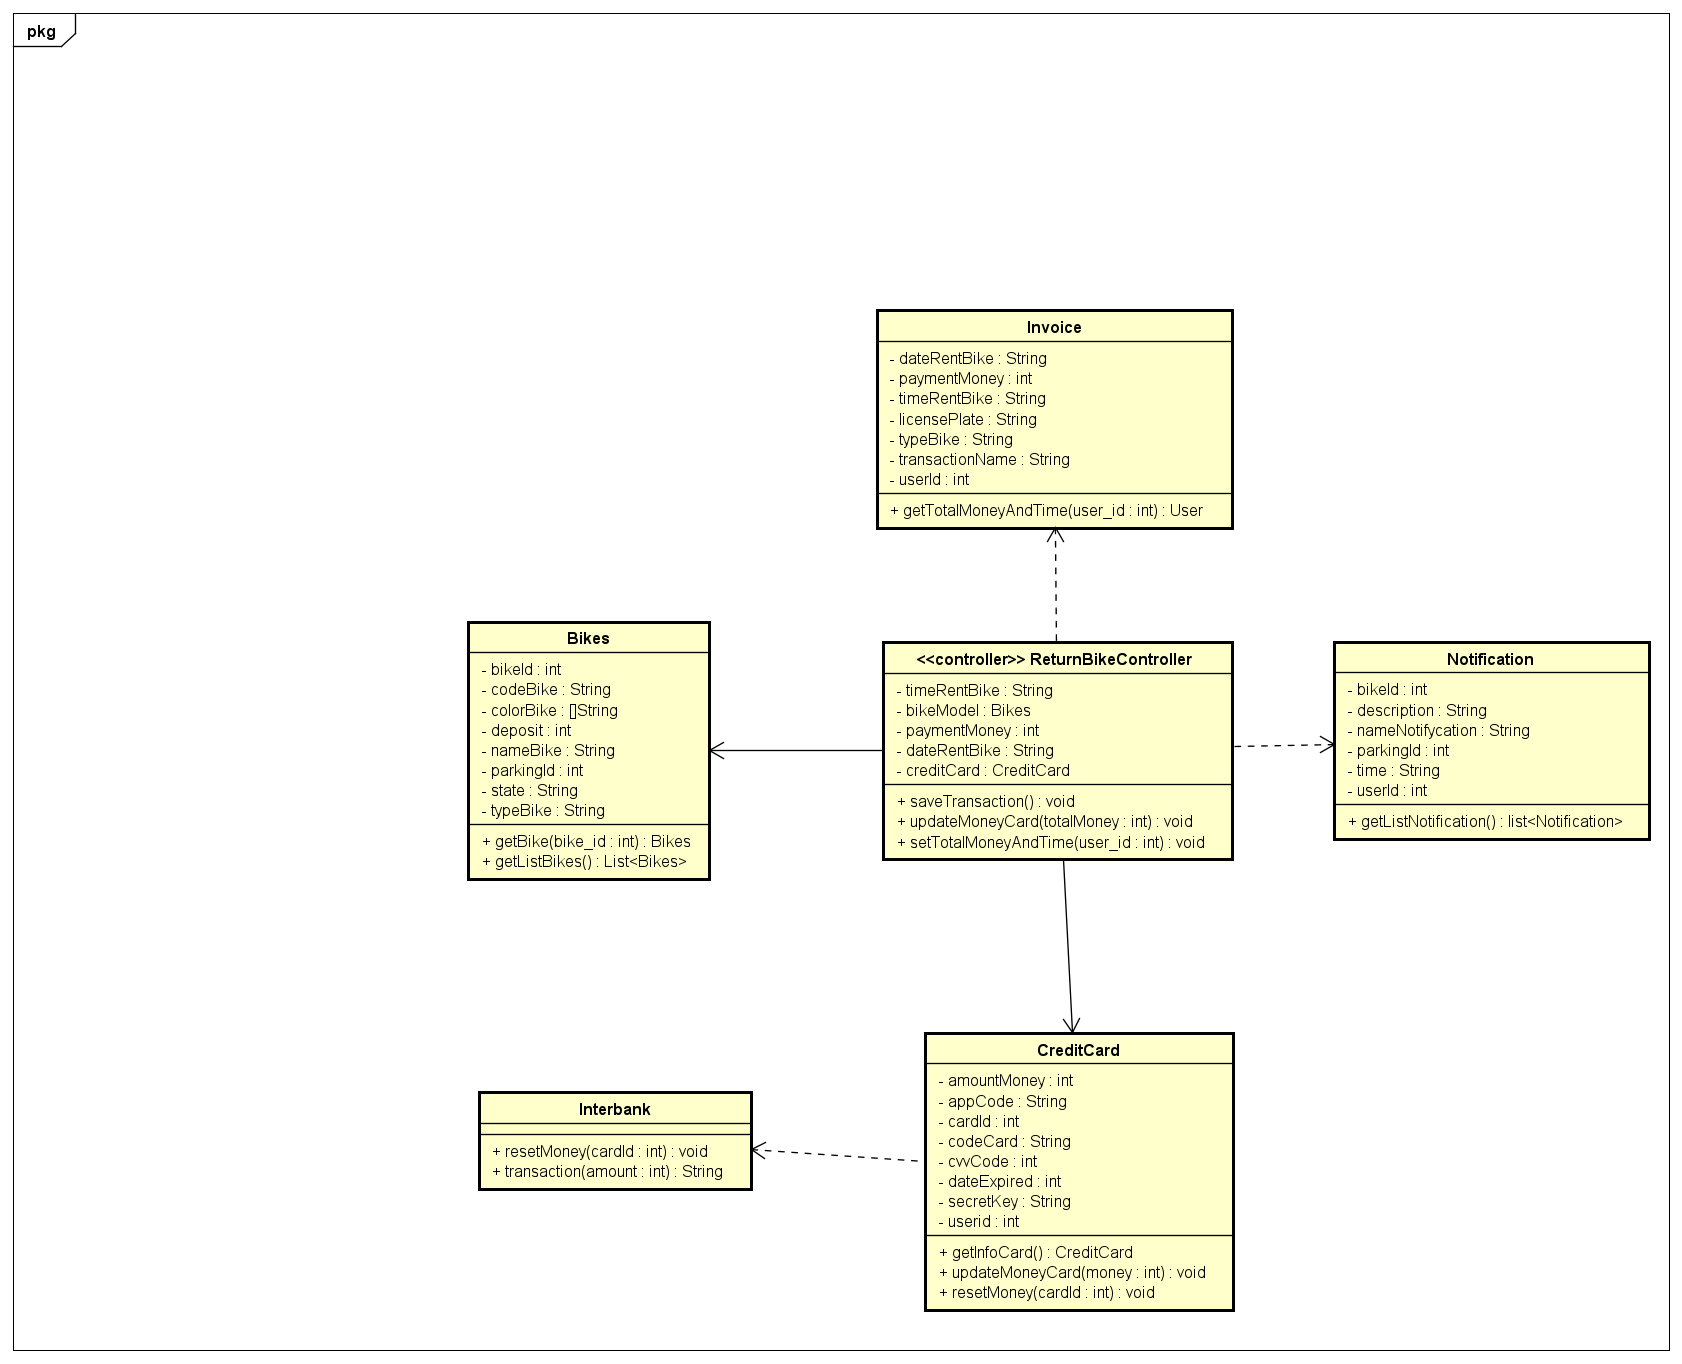 pkg
Invoice
- dateRentBike : String
- paymentMoney : int
- timeRentBike : String
- licensePlate : String
- typeBike : String
- transactionName : String
- userId : int
+ getTotalMoneyAndTime(user_id : int) : User
Bikes
- bikeId : int
- codeBike : String
- colorBike : []String
- deposit : int
- nameBike : String
- parkingId : int
- state : String
- typeBike : String
+ getBike(bike_id : int) : Bikes
+ getListBikes() : List<Bikes>
<<controller>> ReturnBikeController
- timeRentBike : String
- bikeModel : Bikes
- paymentMoney : int
- dateRentBike : String
- creditCard : CreditCard
+ saveTransaction() : void
+ updateMoneyCard(totalMoney : int) : void
+ setTotalMoneyAndTime(user_id : int) : void
Notification
- bikeId : int
- description : String
- nameNotifycation : String
- parkingId : int
- time : String
- userId : int
+ getListNotification() : list<Notification>
Interbank
+ resetMoney(cardId : int) : void
+ transaction(amount : int) : String
CreditCard
- amountMoney : int
- appCode : String
- cardId : int
- codeCard : String
- cvvCode : int
- dateExpired : int
- secretKey : String
- userid : int
+ getInfoCard() : CreditCard
+ updateMoneyCard(money : int) : void
+ resetMoney(cardId : int) : void